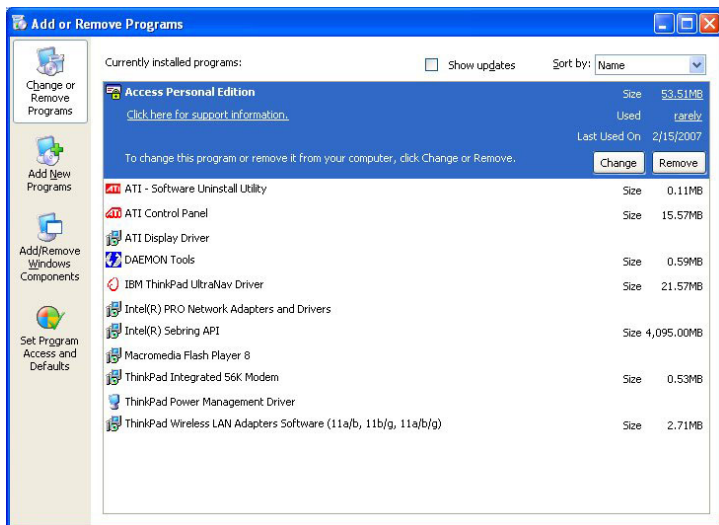 Add or Remove Programs
Change or
Remove
Programs
Add New
Programs
Add/Remove
Windows
Components
Set Program
Access and
Defaults
Currently installed programs:
Show updates
Sort by: Name
Access Personal Edition
Size 53.51MB
Click here for support information.
Used rarely
Last Used On 2/15/2007
To change this program or remove it from your computer, click Change or Remove.
Change
Remove
ATI ATI - Software Uninstall Utility Size 0.11MB
ATI ATI Control Panel Size 15.57MB
ATI Display Driver
DAEMON Tools Size 0.59MB
IBM ThinkPad UltraNav Driver Size 21.57MB
Intel(R) PRO Network Adapters and Drivers
Intel(R) Sebring API Size 4,095.00MB
Macromedia Flash Player 8
ThinkPad Integrated 56K Modem Size 0.53MB
ThinkPad Power Management Driver
ThinkPad Wireless LAN Adapters Software (11a/b, 11b/g, 11a/b/g) Size 2.71MB